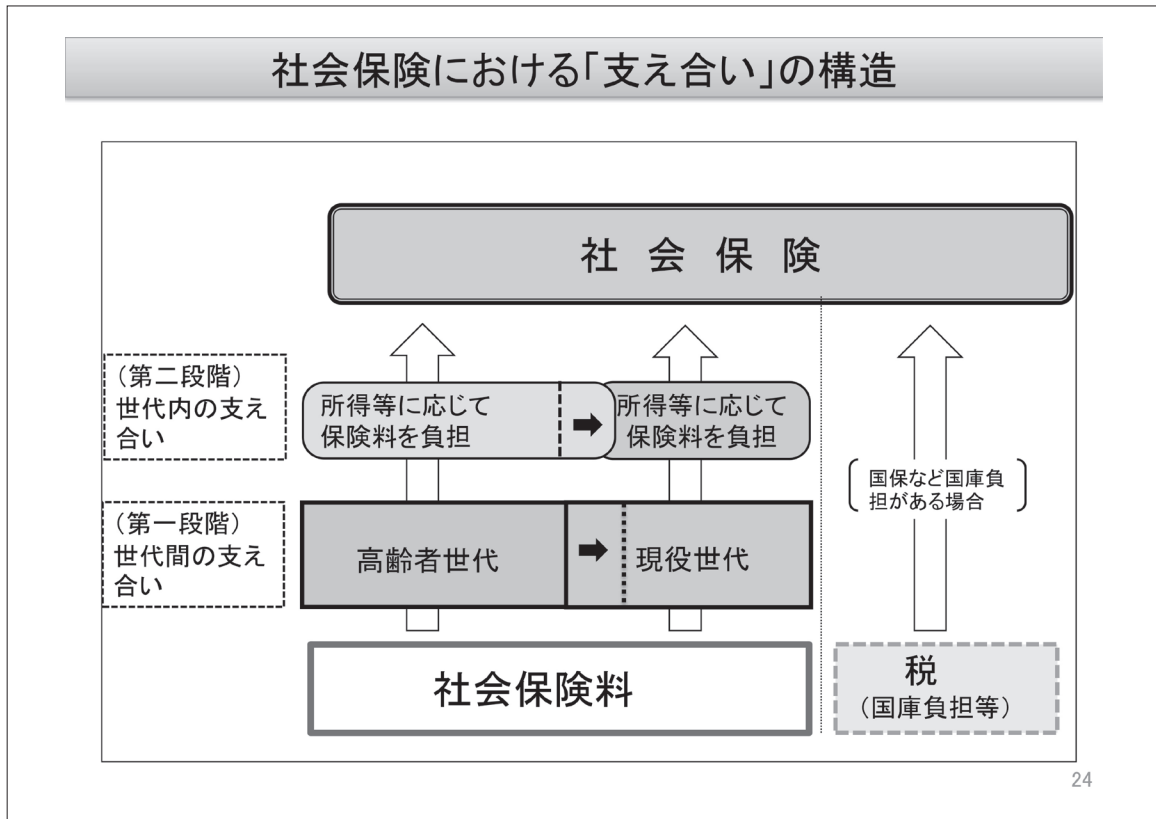 社会保険における「支え合い」の構造
社会保険
（第二段階）
世代内の支え
合い
所得等に応じて
保険料を負担
所得等に応じて
保険料を負担
国保など国庫負
担がある場合
（第一段階）
世代間の支え
合い
高齢者世代
現役世代
社会保険料
税
（国庫負担等）
24